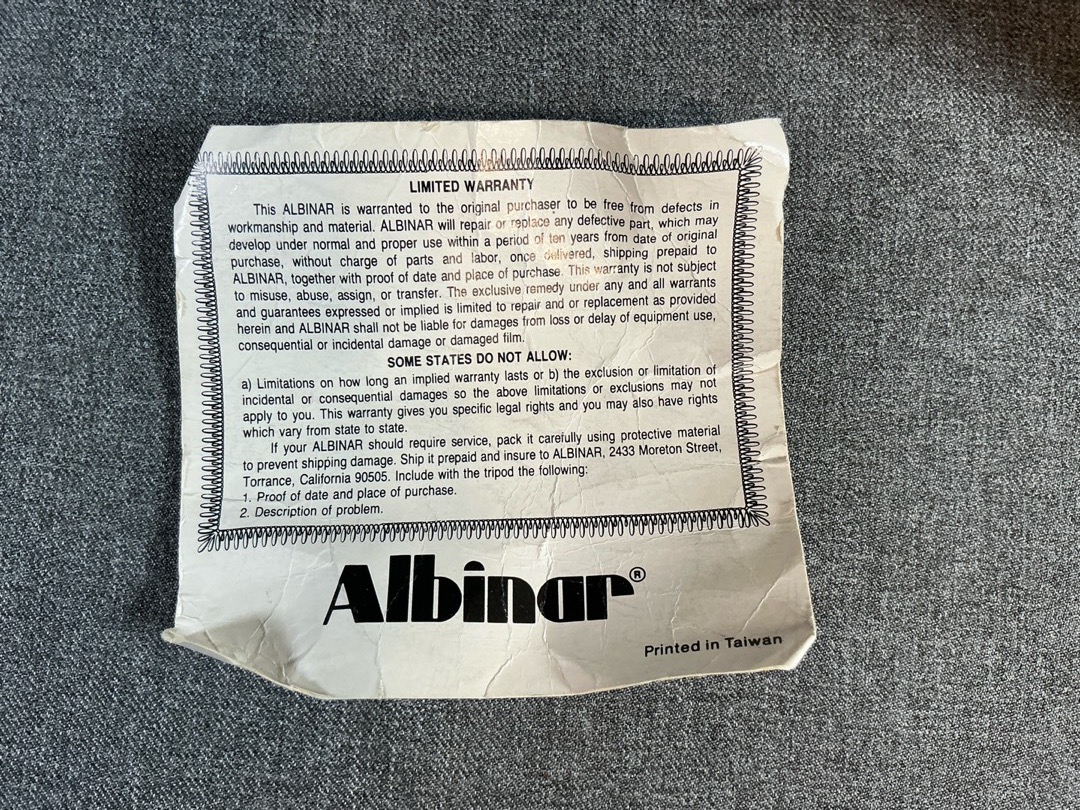 LIMITED WARRANTY
This ALBINAR is warranted to the original purchaser to be free from defects in
workmanship and material. ALBINAR will repair or replace any defective part, which may
develop under normal and proper use within a period of ten years from date of original
purchase, without charge of parts and labor, once delivered, shipping prepaid to
ALBINAR, together with proof of date and place of purchase. This warranty is not subject
to misuse, abuse, assign, or transfer. The exclusive remedy under any and all warrants
and guarantees expressed or implied is limited to repair and or replacement as provided
herein and ALBINAR shall not be liable for damages from loss or delay of equipment use,
consequential or incidental damage or damaged film.
SOME STATES DO NOT ALLOW:
a) Limitations on how long an implied warranty lasts or b) the exclusion or limitation of
incidental or consequential damages so the above limitations or exclusions may not
apply to you. This warranty gives you specific legal rights and you may also have rights
which vary from state to state.
If your ALBINAR should require service, pack it carefully using protective material
to prevent shipping damage. Ship it prepaid and insure to ALBINAR, 2433 Moreton Street,
Torrance, California 90505. Include with the tripod the following:
1. Proof of date and place of purchase.
2. Description of problem.
Albinar®
Printed in Taiwan